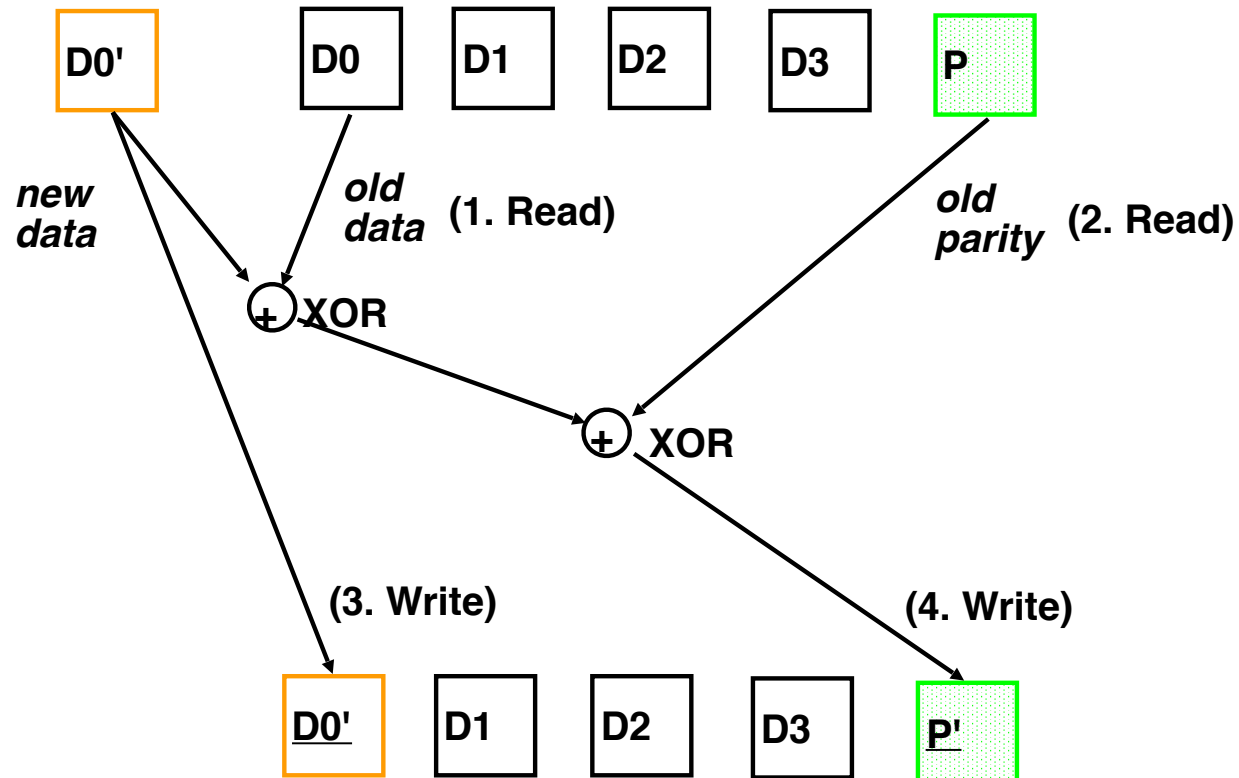 D0' D0 D1 D2 D3 P
new
data
old
data
(1. Read)
old
parity
(2. Read)
+ XOR
+ XOR
(3. Write)
(4. Write)
D0' D1 D2 D3 P'